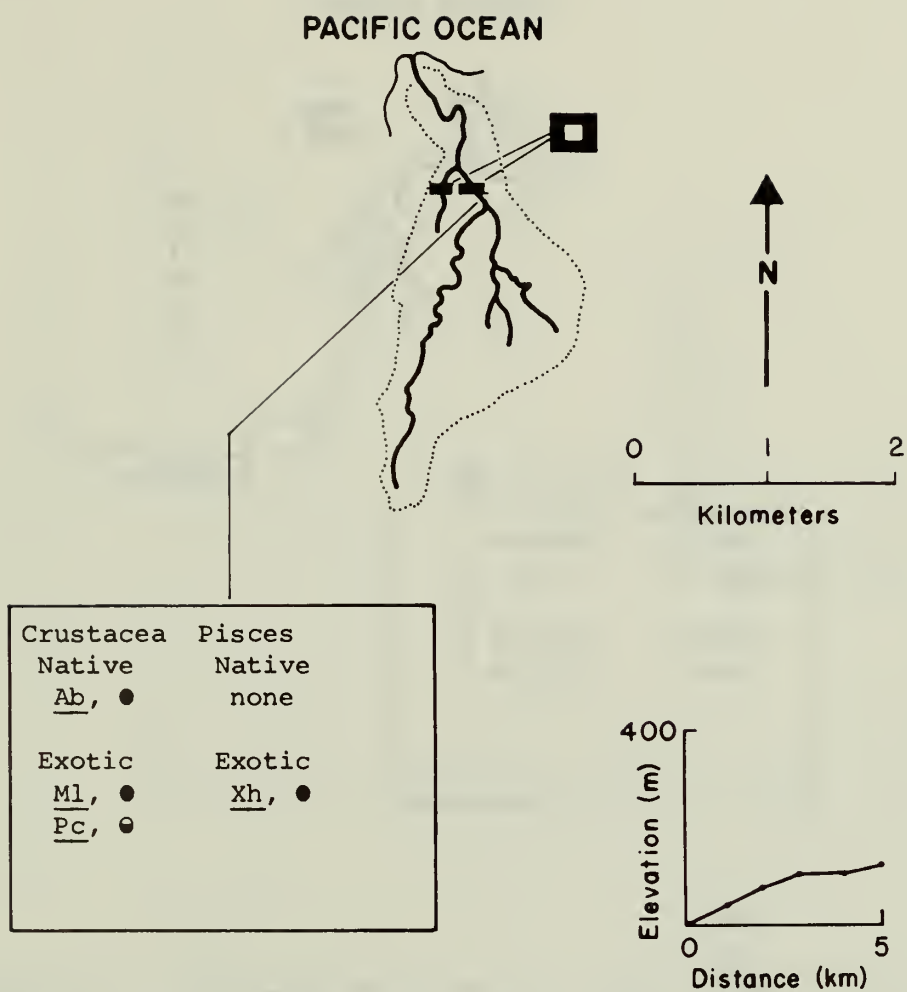 PACIFIC OCEAN
N
0 1 2
Kilometers
Crustacea Pisces
Native Native
Ab, ● none
Exotic Exotic
Ml, ● Xh, ●
Pc, ◒
400
Elevation (m)
0 5
Distance (km)